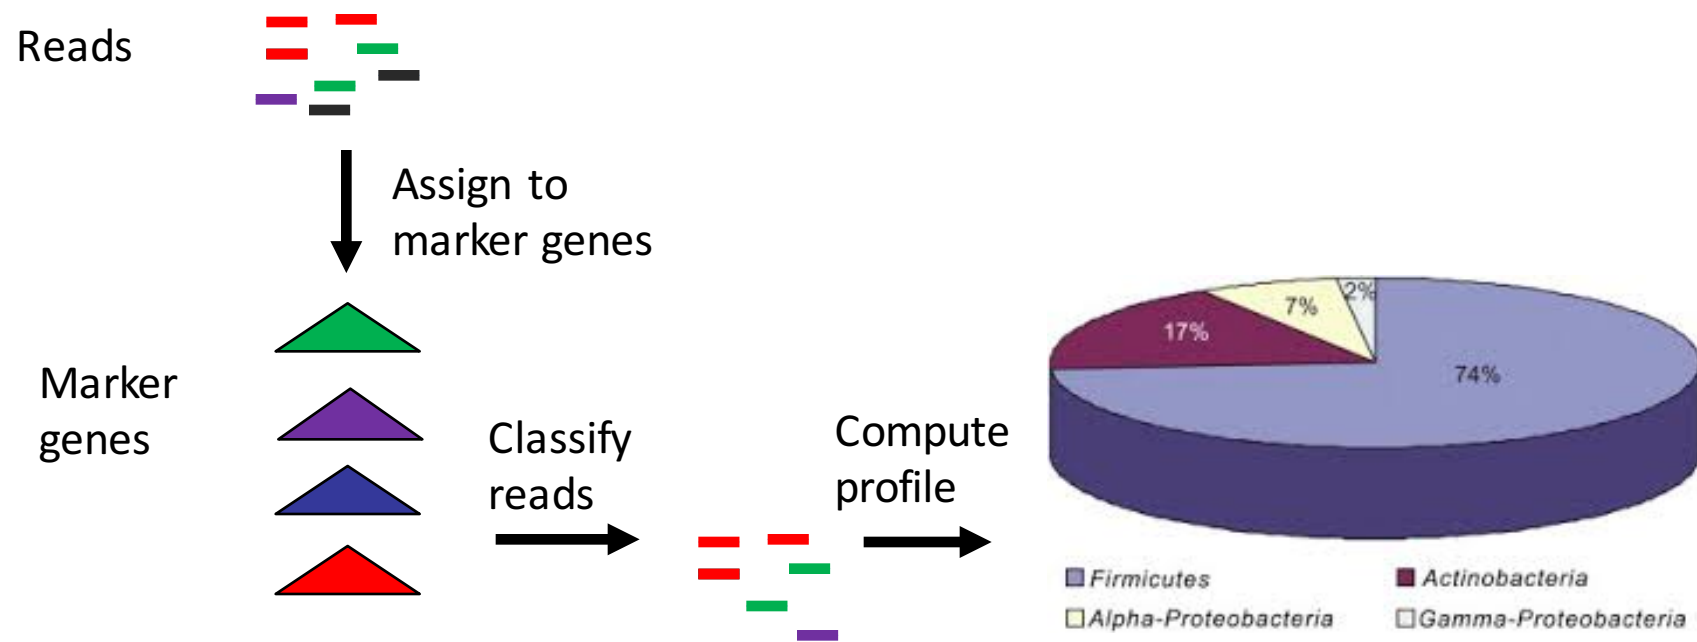 Reads
Assign to
marker genes
Marker
genes
Classify
reads
Compute
profile
2%
7%
17%
74%
Firmicutes
Actinobacteria
Alpha-Proteobacteria
Gamma-Proteobacteria